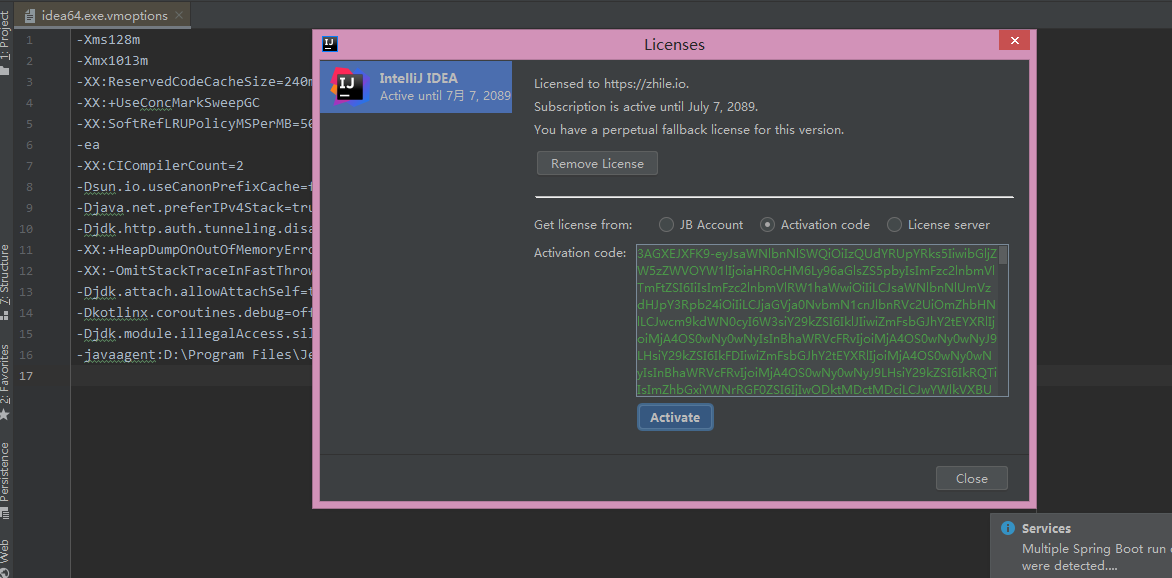 idea64.exe.vmoptions
1: Project
7: Structure
2: Favorites
Persistence
Web
1 -Xms128m
2 -Xmx1013m
3 -XX:ReservedCodeCacheSize=240m
4 -XX:+UseConcMarkSweepGC
5 -XX:SoftRefLRUPolicyMSPerMB=50
6 -ea
7 -XX:CICompilerCount=2
8 -Dsun.io.useCanonPrefixCache=f
9 -Djava.net.preferIPv4Stack=tru
10 -Djdk.http.auth.tunneling.disa
11 -XX:+HeapDumpOnOutOfMemoryErro
12 -XX:-OmitStackTraceInFastThrow
13 -Djdk.attach.allowAttachSelf=t
14 -Dkotlinx.coroutines.debug=off
15 -Djdk.module.illegalAccess.sil
16 -javaagent:D:\Program Files\Je
17
Licenses
IntelliJ IDEA
Active until 7月 7, 2089
Licensed to https://zhile.io.
Subscription is active until July 7, 2089.
You have a perpetual fallback license for this version.
Remove License
Get license from: JB Account Activation code License server
Activation code:
Activate
Close
Services
Multiple Spring Boot run
were detected....